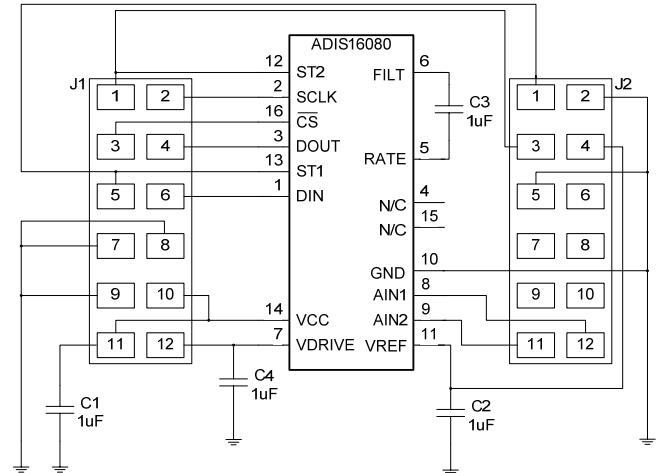 ADIS16080
J1
J2
1 2
3 4
5 6
7 8
9 10
11 12
12 ST2
2 SCLK
16 CS
3 DOUT
13 ST1
1 DIN
14 VCC
7 VDRIVE
6 FILT
5 RATE
4 N/C
15 N/C
10 GND
8 AIN1
9 AIN2
11 VREF
C3
1uF
1 2
3 4
5 6
7 8
9 10
11 12
C1
1uF
C4
1uF
C2
1uF